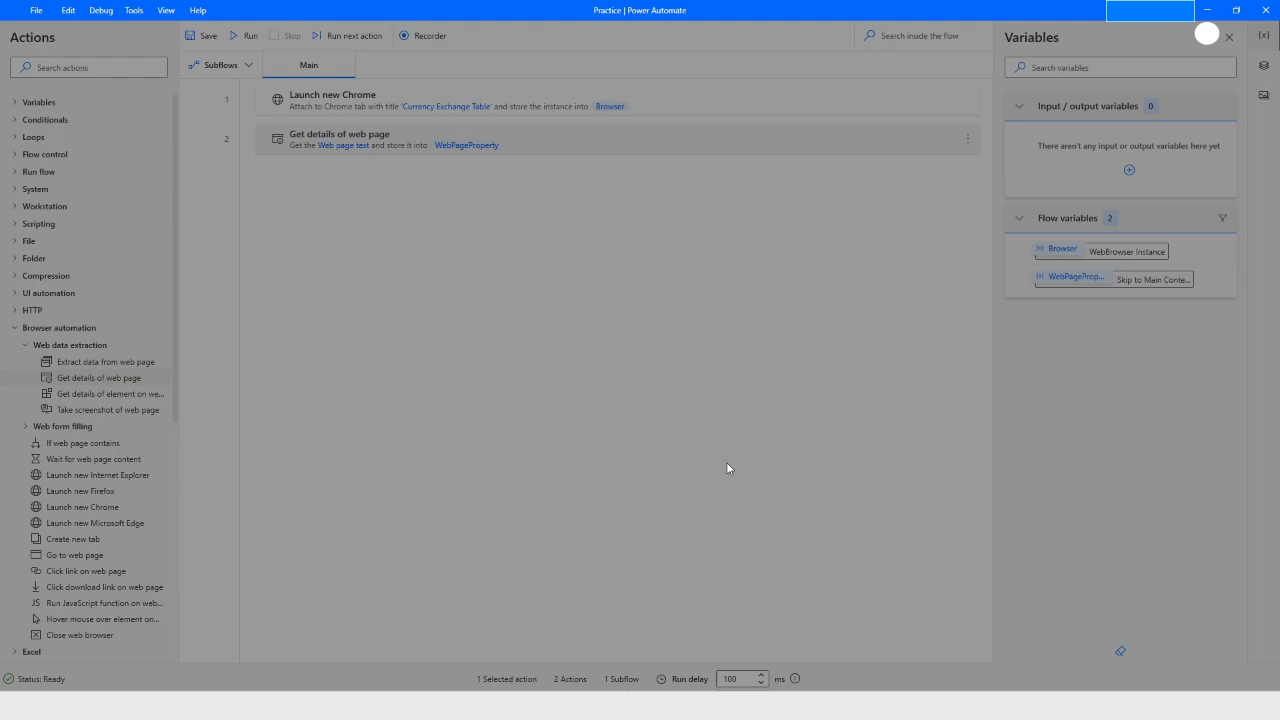 File Edit Debug Tools View Help
Practice | Power Automate
Actions
Search actions
Variables
Conditionals
Loops
Flow control
Run flow
System
Workstation
Scripting
File
Folder
Compression
UI automation
HTTP
Browser automation
Web data extraction
Extract data from web page
Get details of web page
Get details of element on we...
Take screenshot of web page
Web form filling
If web page contains
Wait for web page content
Launch new Internet Explorer
Launch new Firefox
Launch new Chrome
Launch new Microsoft Edge
Create new tab
Go to web page
Click link on web page
Click download link on web page
JS Run JavaScript function on web...
Hover mouse over element on...
Close web browser
Excel
Save Run Stop Run next action Recorder Search inside the flow
Subflows Main
1 Launch new Chrome
Attach to Chrome tab with title 'Currency Exchange Table' and store the instance into Browser
2 Get details of web page
Get the Web page text and store it into WebPageProperty
Variables
{x}
Search variables
Input / output variables 0
There aren't any input or output variables here yet
Flow variables 2
{x} Browser WebBrowser Instance
{x} WebPageProp... Skip to Main Conte...
Status: Ready 1 Selected action 2 Actions 1 Subflow Run delay 100 ms